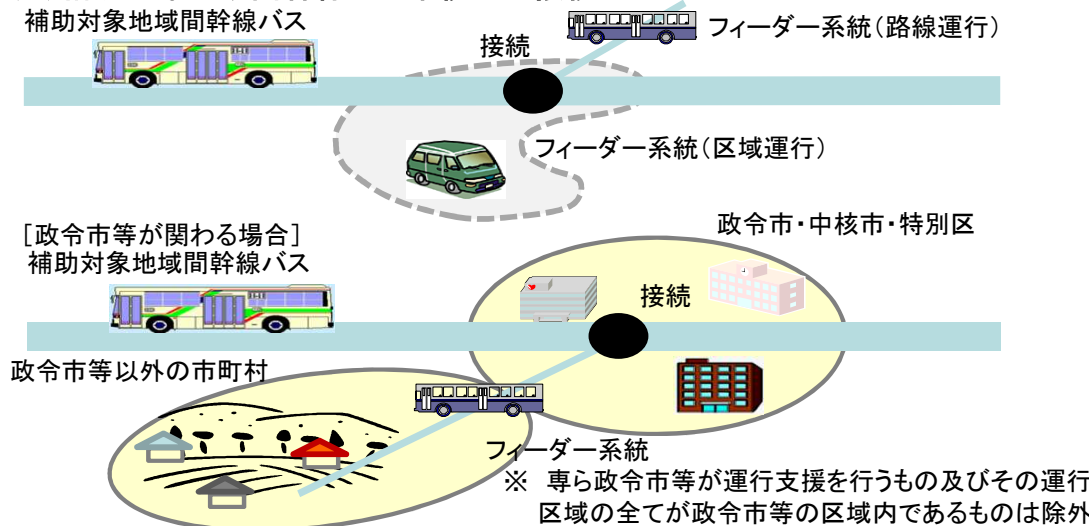 補助対象地域間幹線バス
フィーダー系統(路線運行)
接続
フィーダー系統(区域運行)
政令市・中核市・特別区
[政令市等が関わる場合]
補助対象地域間幹線バス
接続
政令市等以外の市町村
フィーダー系統
※ 専ら政令市等が運行支援を行うもの及びその運行
区域の全てが政令市等の区域内であるものは除外